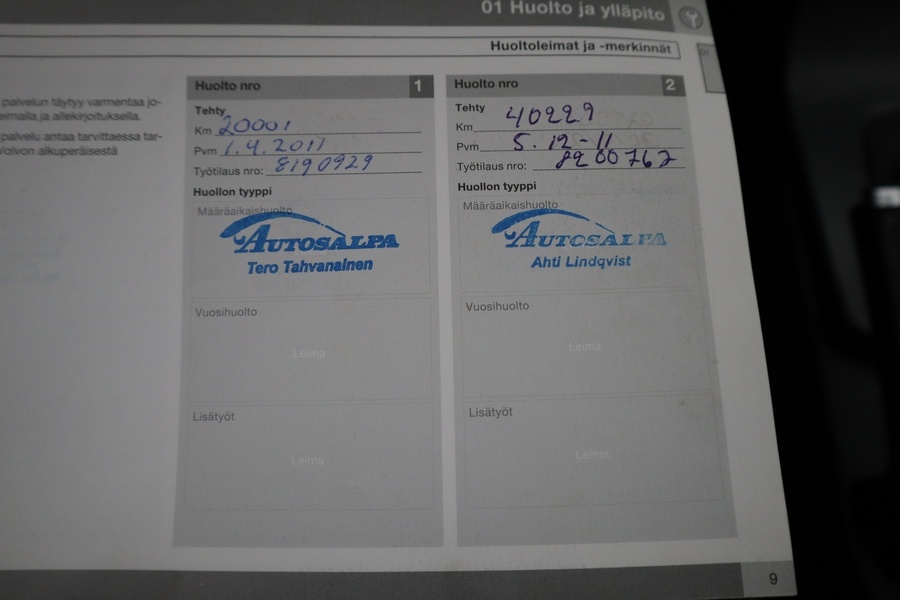 01 Huolto ja ylläpito
Huoltoleimat ja -merkinnät
01
palvelun täytyy varmentaa jo-
eimalla ja allekirjoituksella.
palvelu antaa tarvittaessa tar-
Volvon alkuperäisestä
Huolto nro 1
Tehty
Km 20001
Pvm 1.4.2011
Työtilaus nro: 8190929
Huollon tyyppi
Määräaikaishuolto
AUTOSALPA
Tero Tahvanainen
Vuosihuolto
Leima
Lisätyöt
Leima
Huolto nro 2
Tehty
Km 40229
Pvm 5.12-11
Työtilaus nro: 8200762
Huollon tyyppi
Määräaikaishuolto
AUTOSALPA
Ahti Lindqvist
Vuosihuolto
Leima
Lisätyöt
Leima
9